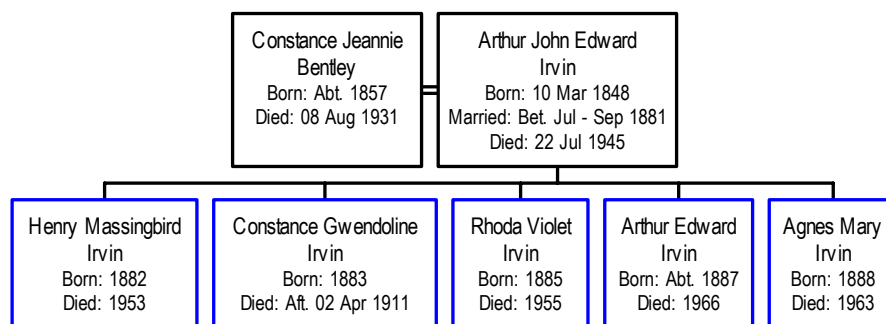 Constance Jeannie
Bentley
Born: Abt. 1857
Died: 08 Aug 1931
Arthur John Edward
Irvin
Born: 10 Mar 1848
Married: Bet. Jul - Sep 1881
Died: 22 Jul 1945
Henry Massingbird
Irvin
Born: 1882
Died: 1953
Constance Gwendoline
Irvin
Born: 1883
Died: Aft. 02 Apr 1911
Rhoda Violet
Irvin
Born: 1885
Died: 1955
Arthur Edward
Irvin
Born: Abt. 1887
Died: 1966
Agnes Mary
Irvin
Born: 1888
Died: 1963